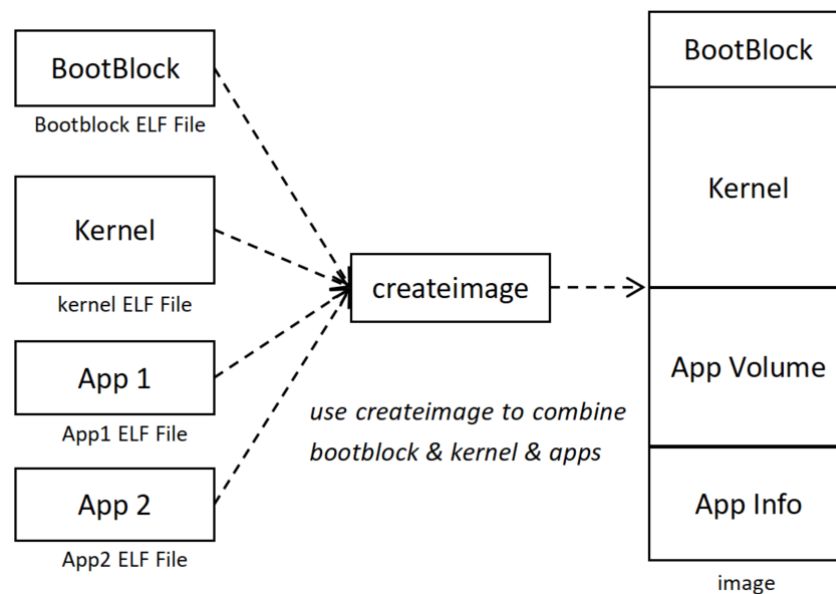 BootBlock
Bootblock ELF File
Kernel
kernel ELF File
App 1
App1 ELF File
App 2
App2 ELF File
createimage
use createimage to combine
bootblock & kernel & apps
BootBlock
Kernel
App Volume
App Info
image